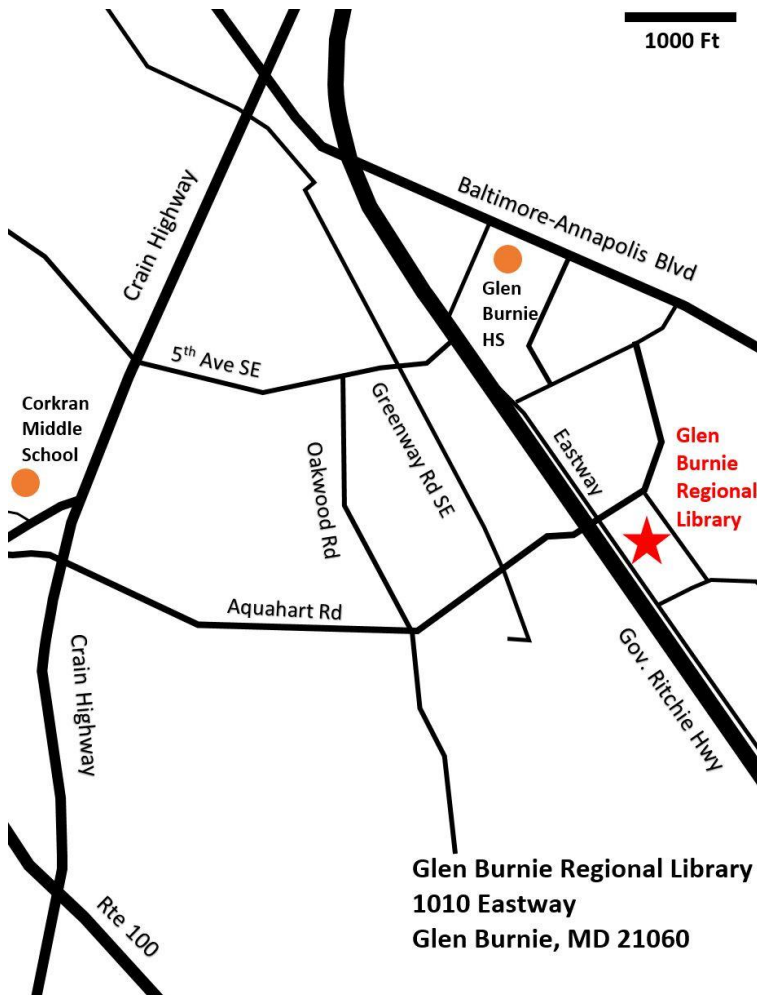 1000 Ft
Baltimore-Annapolis Blvd
Crain Highway
Glen
Burnie
HS
5th Ave SE
Corkran
Middle
School
Greenway Rd SE
Eastway
Glen
Burnie
Regional
Library
Oakwood Rd
Aquahart Rd
Crain Highway
Gov. Ritchie Hwy
Rte 100
Glen Burnie Regional Library
1010 Eastway
Glen Burnie, MD 21060